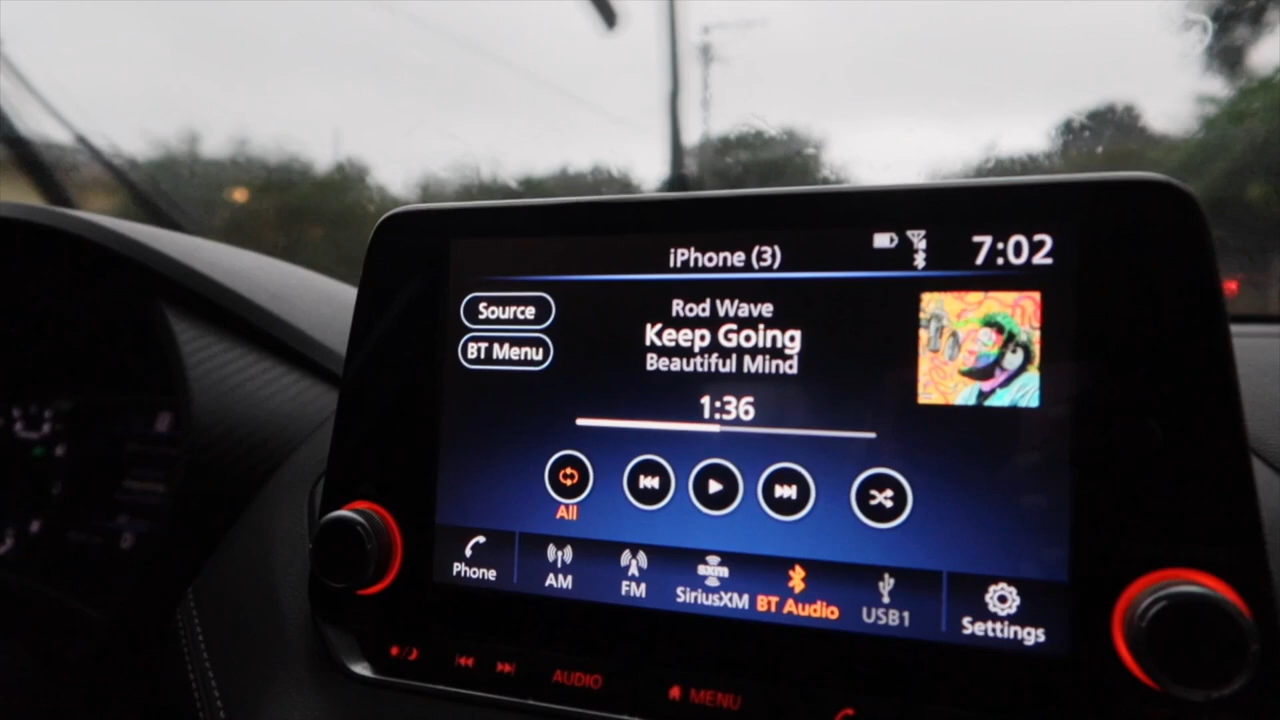 iPhone (3)
7:02
Source
BT Menu
Rod Wave
Keep Going
Beautiful Mind
1:36
All
Phone
AM
FM
sxm
SiriusXM
BT Audio
USB1
Settings
AUDIO
MENU